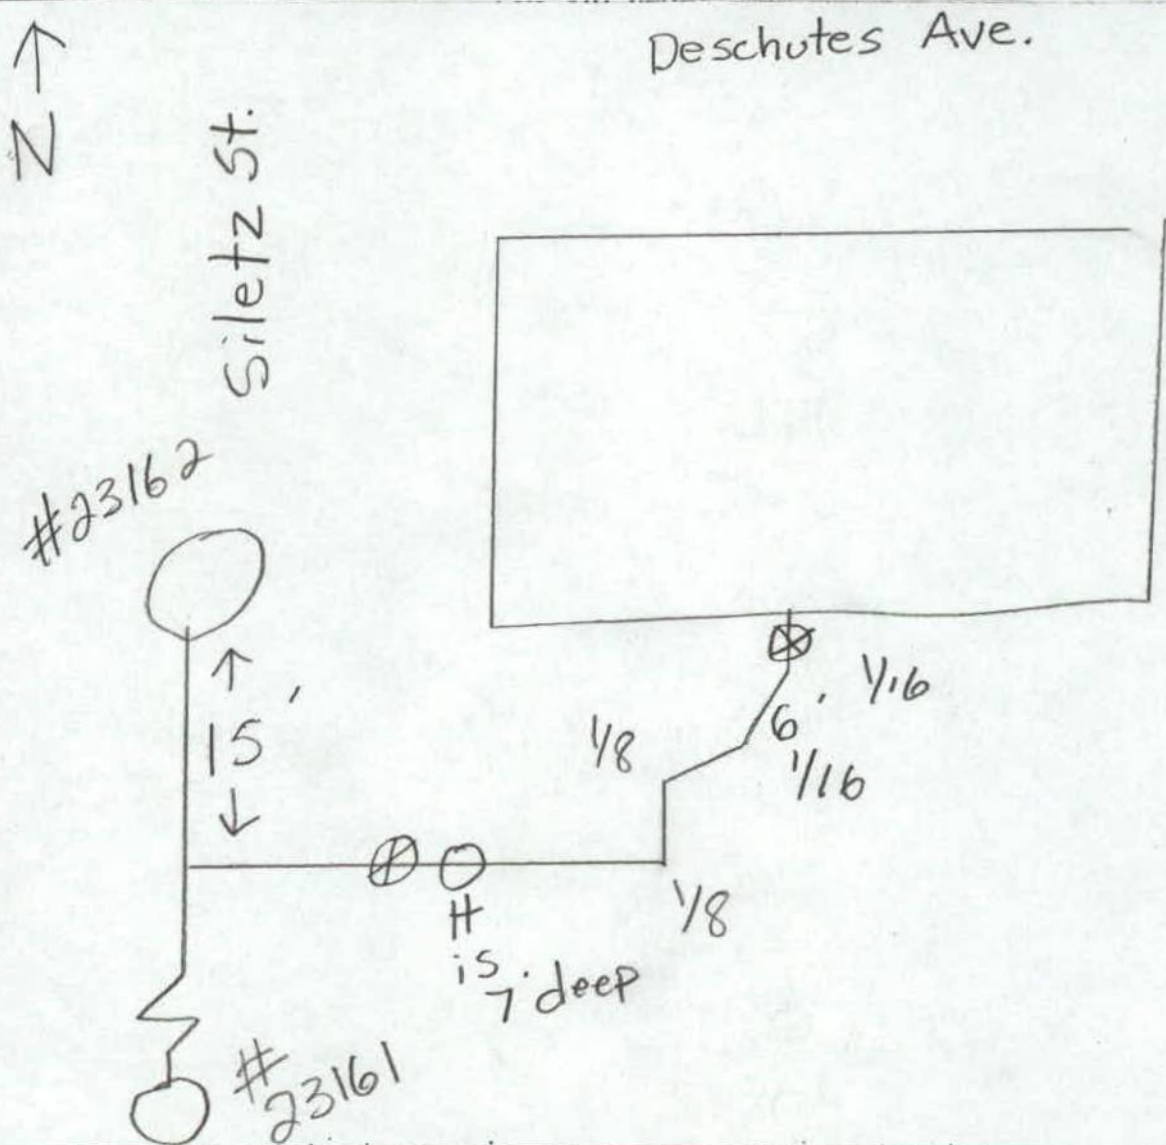 N
Deschutes Ave.
Siletz St.
#23162
15'
1/8
6' 1/16
1/16
H
is
7' deep
1/8
#
23161